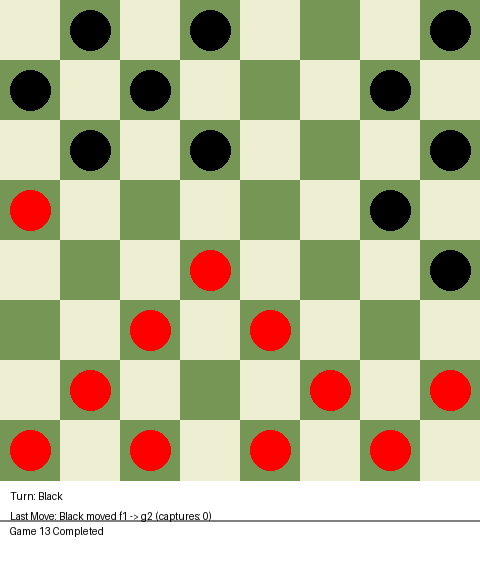 Turn: Black
Last Move: Black moved f1 -> g2 (captures: 0)
Game 13 Completed